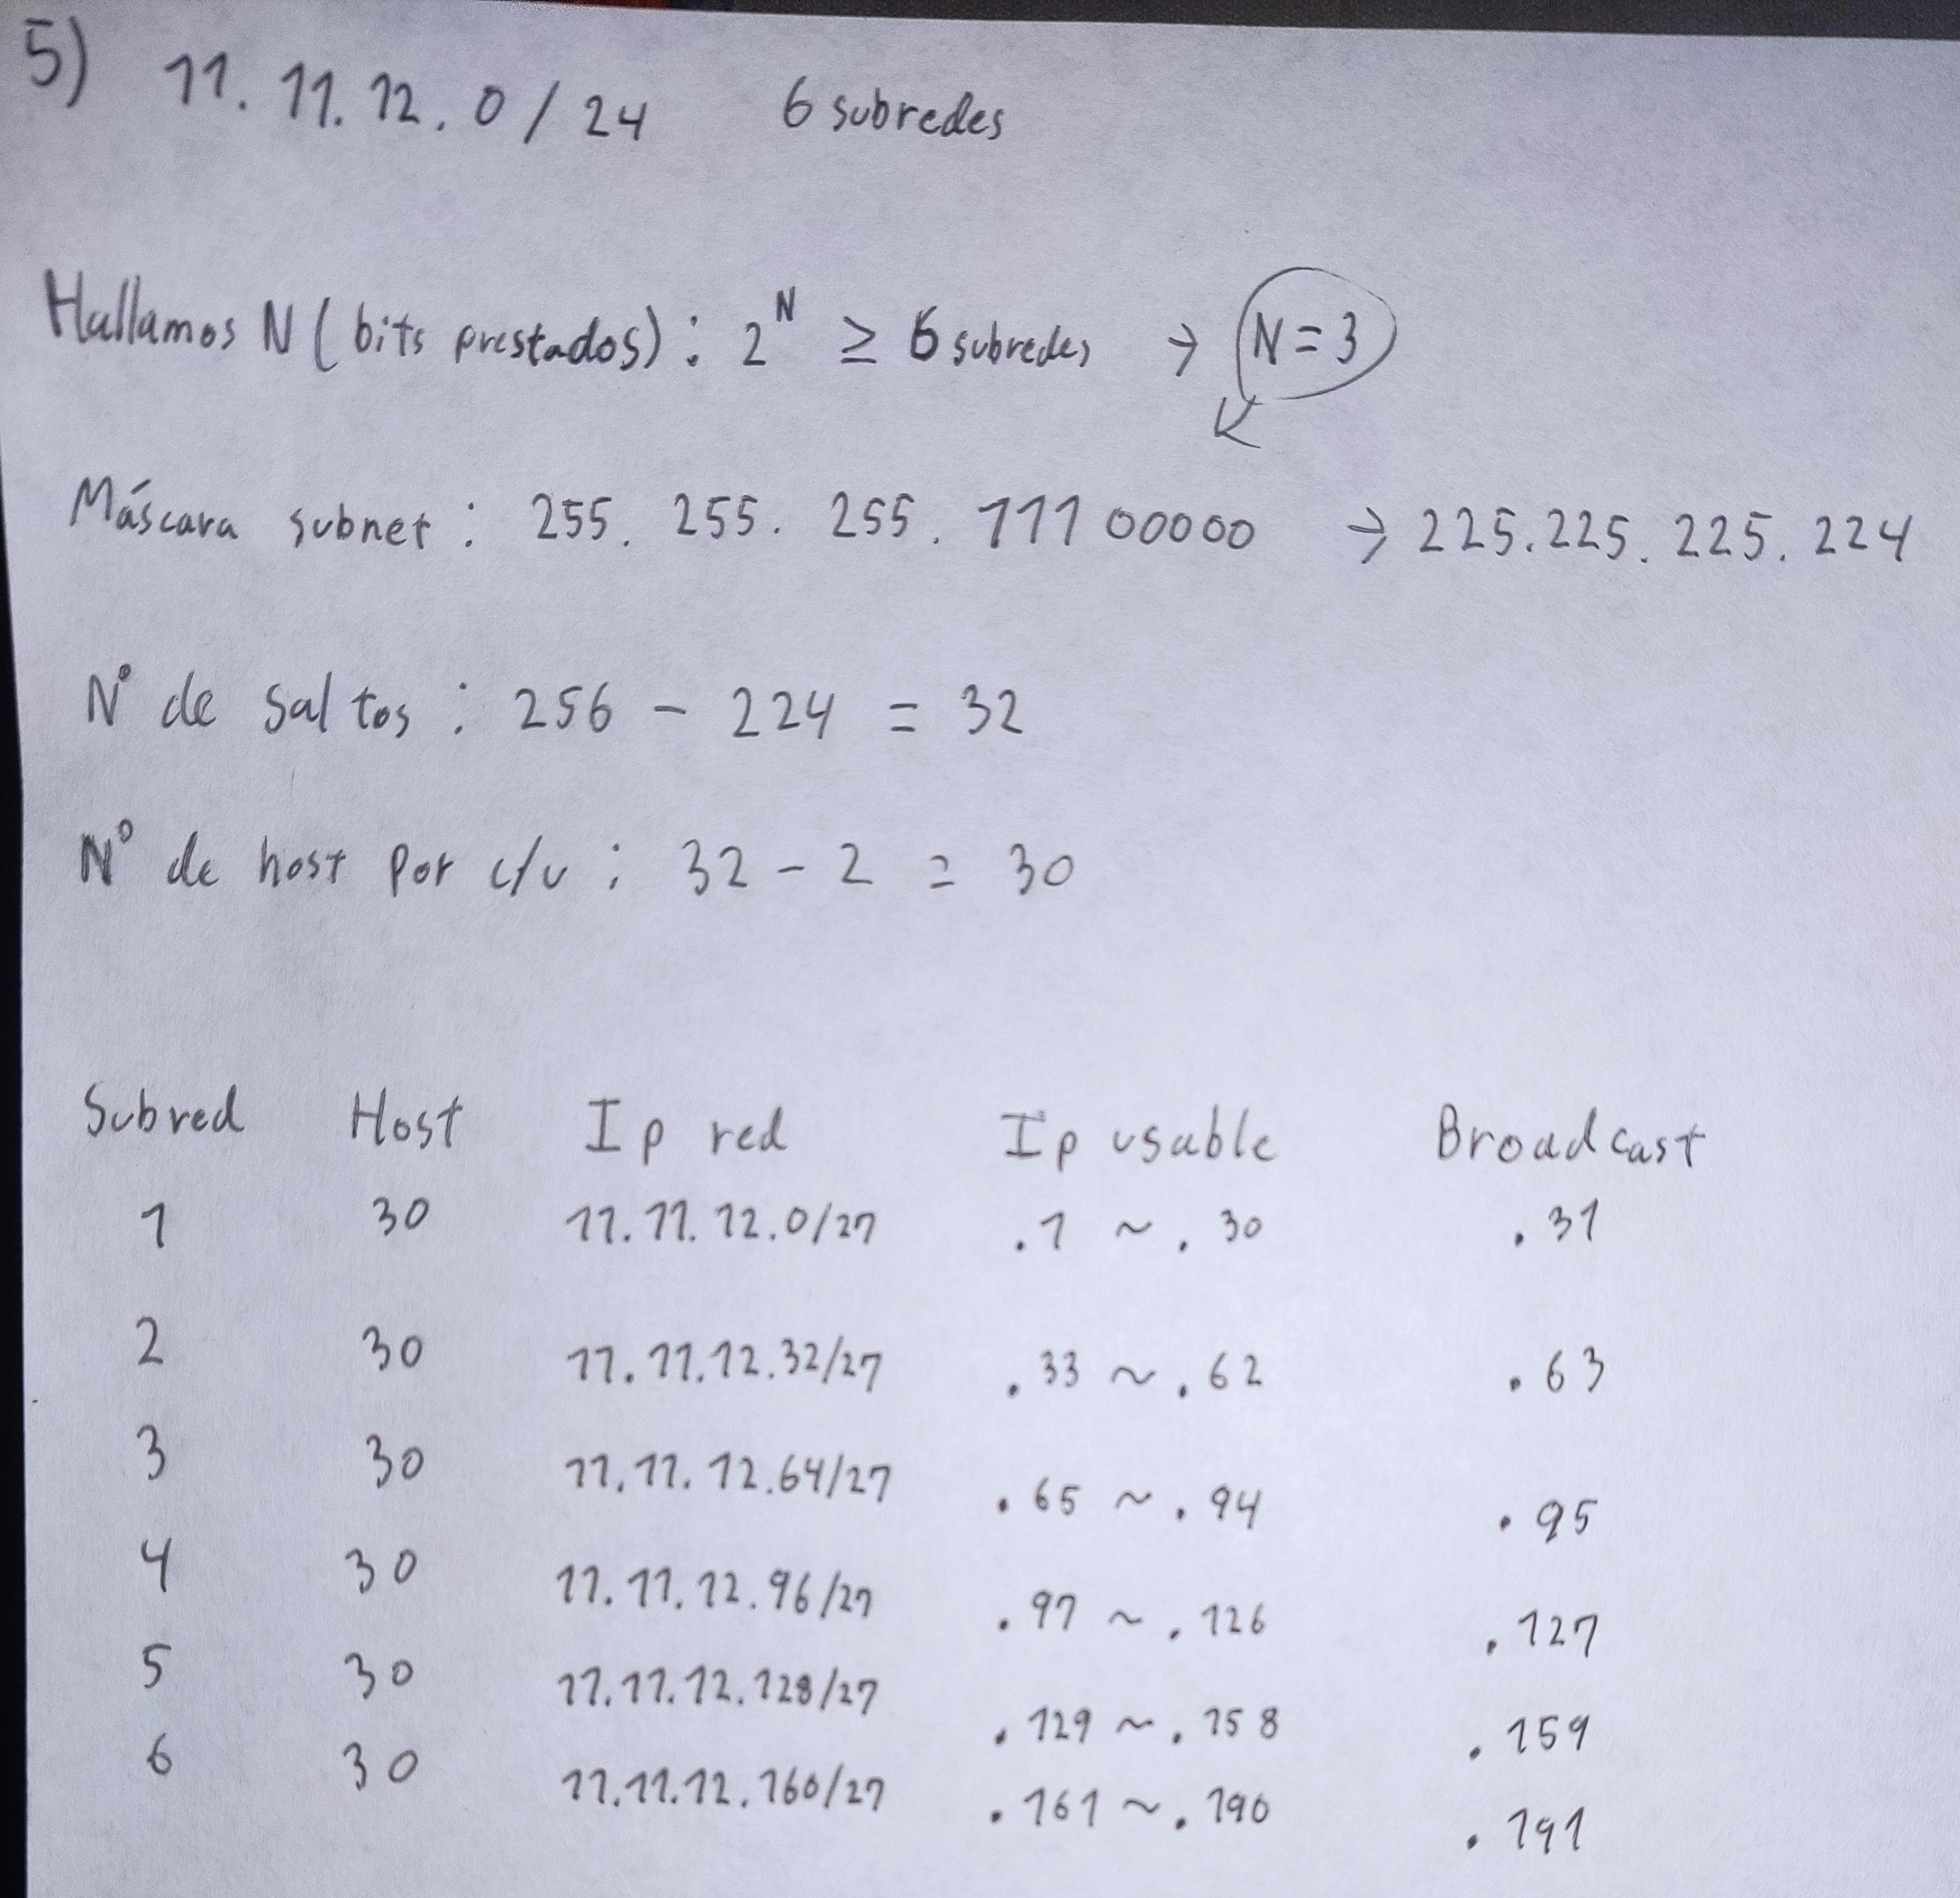 5) 11.11.12.0/24 6 subredes
Hallamos N (bits prestados): 2^N ≥ 6 subredes → N=3
Máscara subnet: 255.255.255.11100000 → 225.225.225.224
N° de saltos: 256 - 224 = 32
N° de host por c/u: 32 - 2 = 30
Subred Host Ip red Ip usable Broadcast
1 30 11.11.12.0/27 .1 ~ .30 .31
2 30 11.11.12.32/27 .33 ~ .62 .63
3 30 11.11.12.64/27 .65 ~ .94 .95
4 30 11.11.12.96/27 .97 ~ .126 .127
5 30 11.11.12.128/27 .129 ~ .158 .159
6 30 11.11.12.160/27 .161 ~ .190 .191